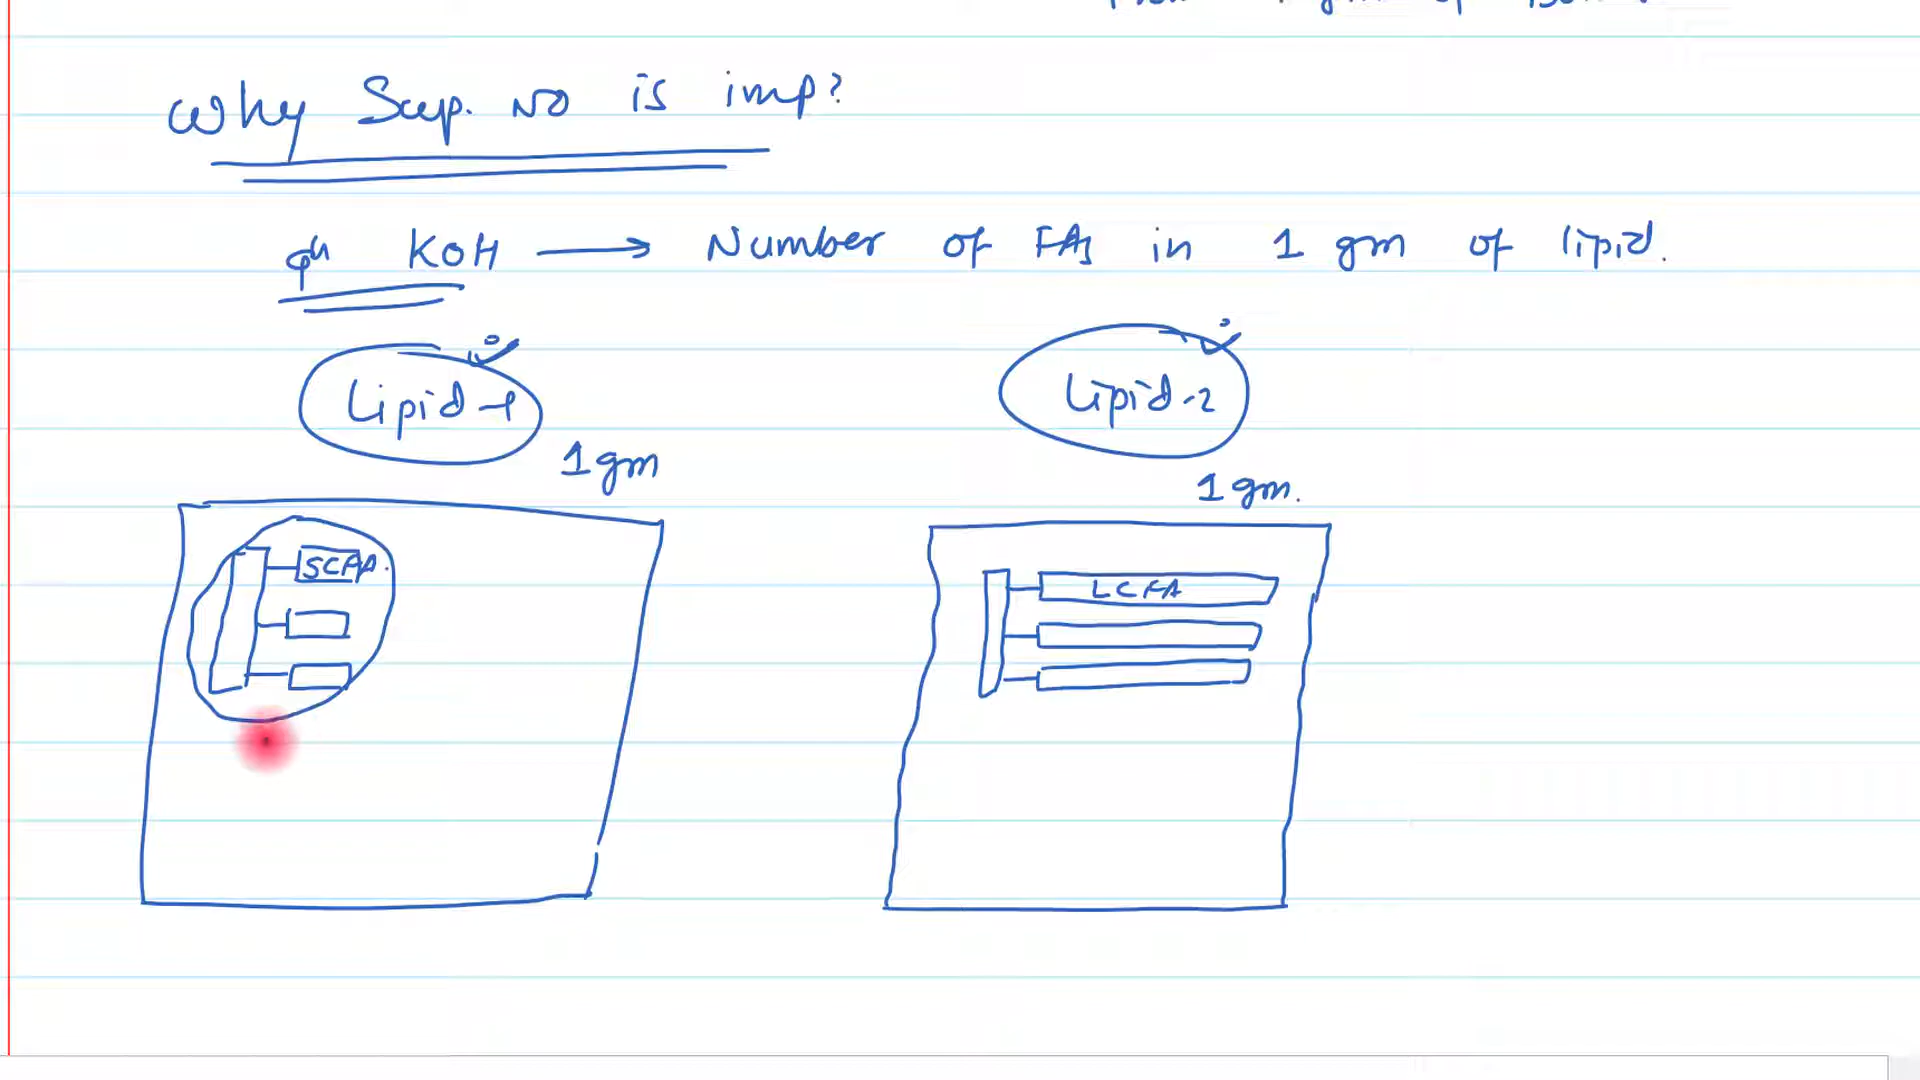 Why Sap. No is imp?
qt KOH → Number of FAs in 1 gm of lipid.
Lipid-1
Lipid-2
1 gm
1 gm.
SCFA
LCFA